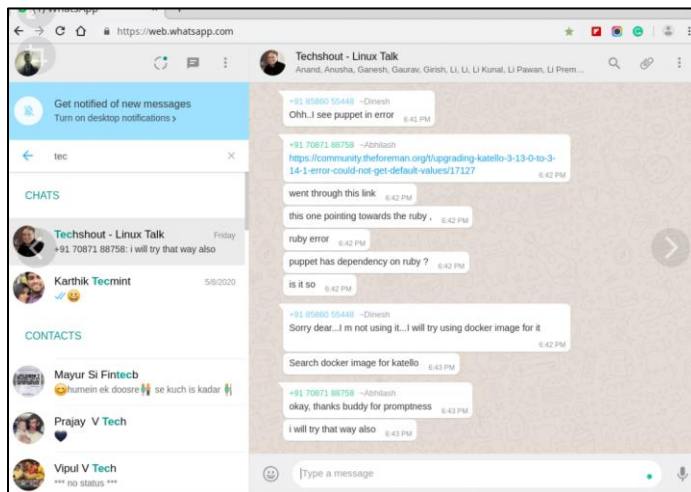 (1) WhatsApp
https://web.whatsapp.com
Get notified of new messages
Turn on desktop notifications >
tec
CHATS
Techshout - Linux Talk
Friday
+91 70871 88758: i will try that way also
Karthik Tecmint
5/8/2020
CONTACTS
Mayur Si Fintecb
humein ek doosre se kuch is kadar
Prajay V Tech
Vipul V Tech
*** no status ***
Techshout - Linux Talk
Anand, Anusha, Ganesh, Gaurav, Girish, Li, Li, Li Kunal, Li Pawan, Li Prem...
+91 85860 55448 ~Dinesh
Ohh..I see puppet in error 6:41 PM
+91 70871 88758 ~Abhilash
https://community.theforeman.org/t/upgrading-katello-3-13-0-to-3-
14-1-error-could-not-get-default-values/17127
6:42 PM
went through this link 6:42 PM
this one pointing towards the ruby , 6:42 PM
ruby error 6:42 PM
puppet has dependency on ruby ? 6:42 PM
is it so 6:42 PM
+91 85860 55448 ~Dinesh
Sorry dear...I m not using it...I will try using docker image for it
6:42 PM
Search docker image for katello 6:43 PM
+91 70871 88758 ~Abhilash
okay, thanks buddy for promptness 6:43 PM
i will try that way also 6:43 PM
Type a message